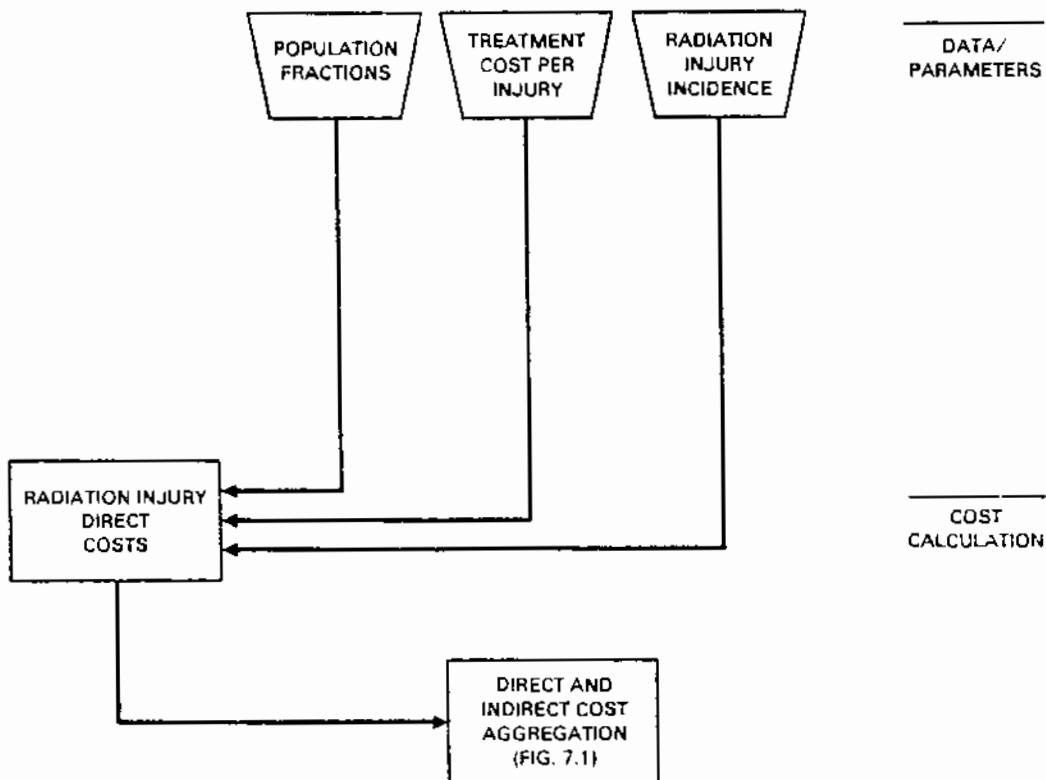 POPULATION
FRACTIONS
TREATMENT
COST PER
INJURY
RADIATION
INJURY
INCIDENCE
DATA/
PARAMETERS
RADIATION INJURY
DIRECT
COSTS
COST
CALCULATION
DIRECT AND
INDIRECT COST
AGGREGATION
(FIG. 7.1)